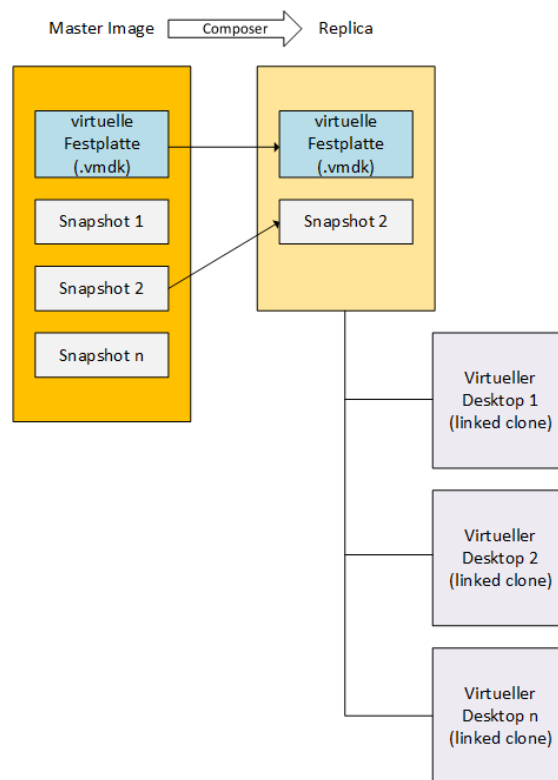 Master Image
Composer
Replica
virtuelle
Festplatte
(.vmdk)
Snapshot 1
Snapshot 2
Snapshot n
virtuelle
Festplatte
(.vmdk)
Snapshot 2
Virtueller
Desktop 1
(linked clone)
Virtueller
Desktop 2
(linked clone)
Virtueller
Desktop n
(linked clone)